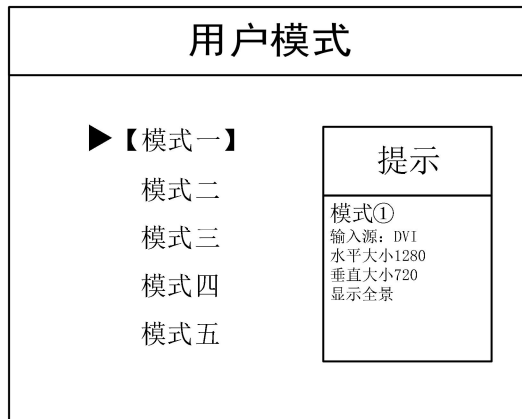 用户模式
▶【模式一】
模式二
模式三
模式四
模式五
提示
模式①
输入源：DVI
水平大小1280
垂直大小720
显示全景